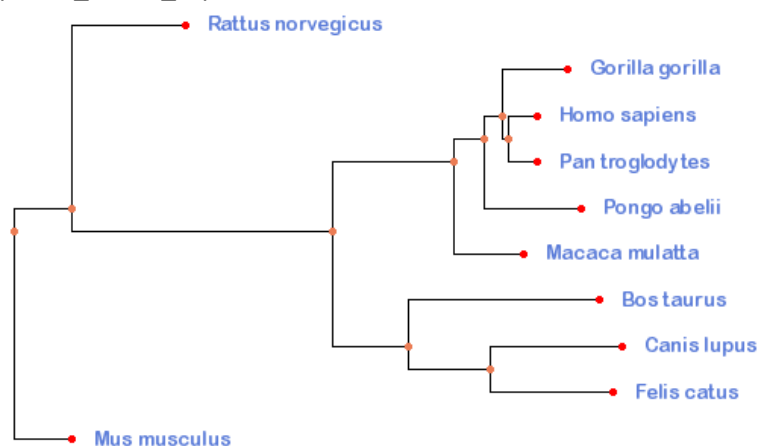 Rattus norvegicus
Gorilla gorilla
Homo sapiens
Pan troglodytes
Pongo abelii
Macaca mulatta
Bos taurus
Canis lupus
Felis catus
Mus musculus